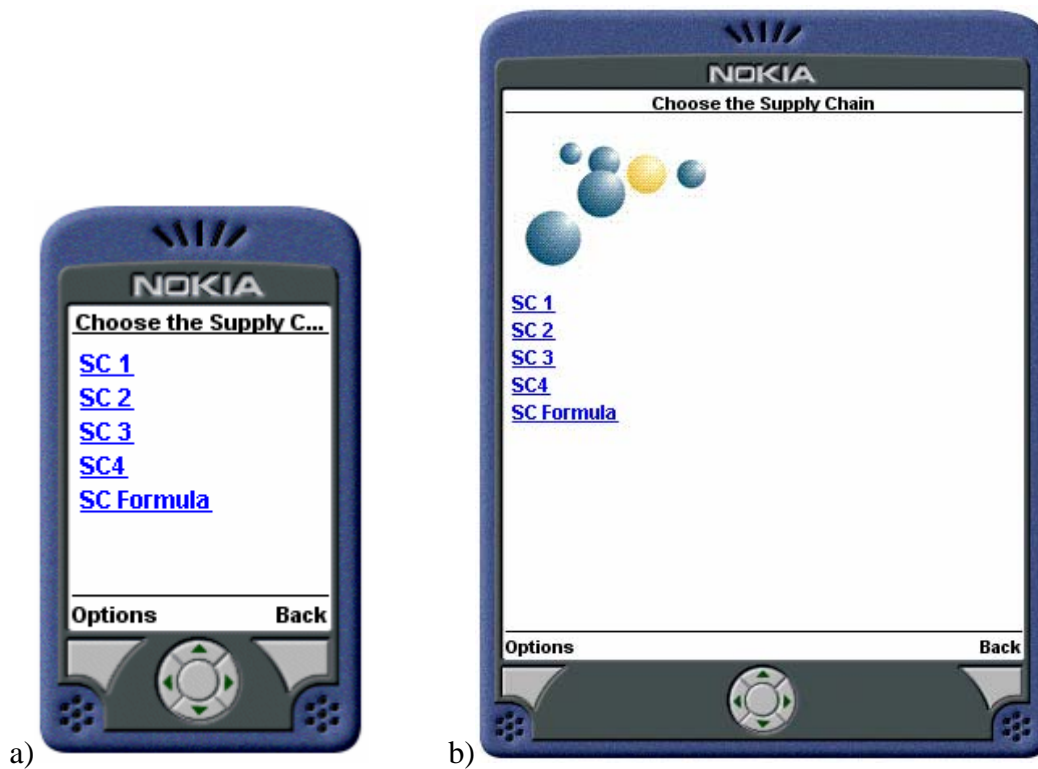 NOKIA
Choose the Supply C...
SC 1
SC 2
SC 3
SC4
SC Formula
Options Back
a)
NOKIA
Choose the Supply Chain
SC 1
SC 2
SC 3
SC4
SC Formula
Options Back
b)